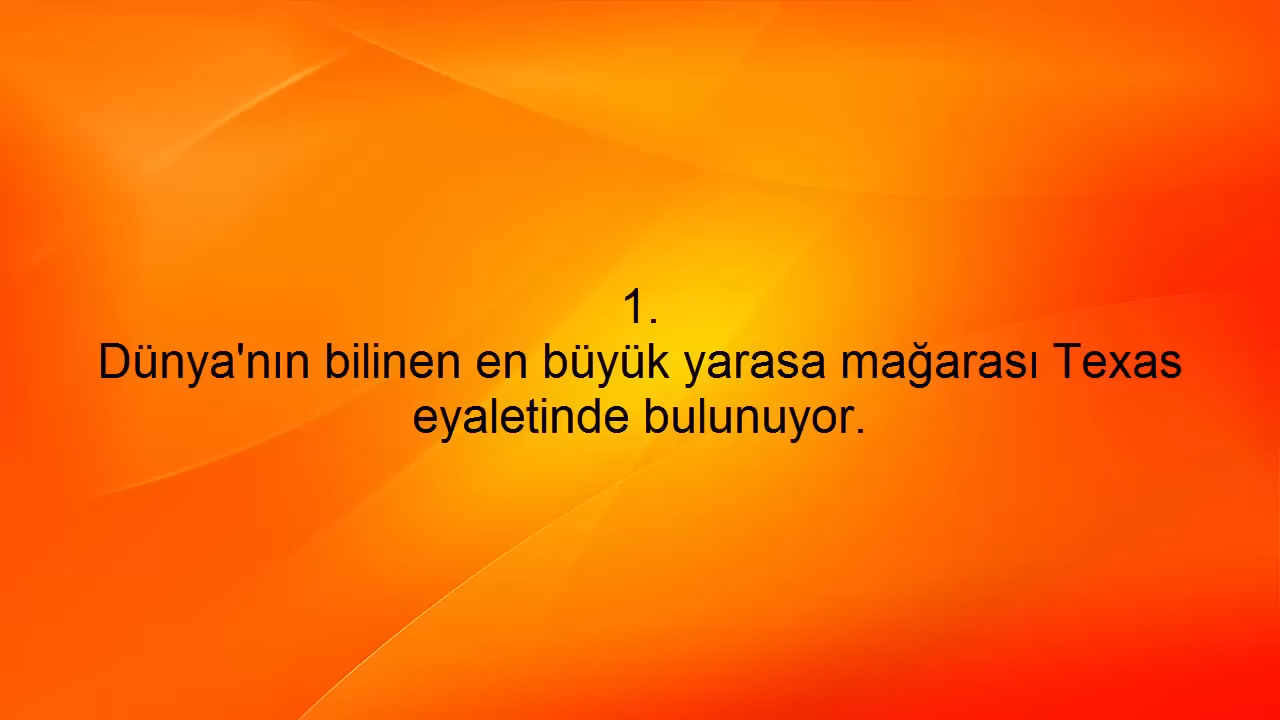 1.
Dünya'nın bilinen en büyük yarasa mağarası Texas
eyaletinde bulunuyor.